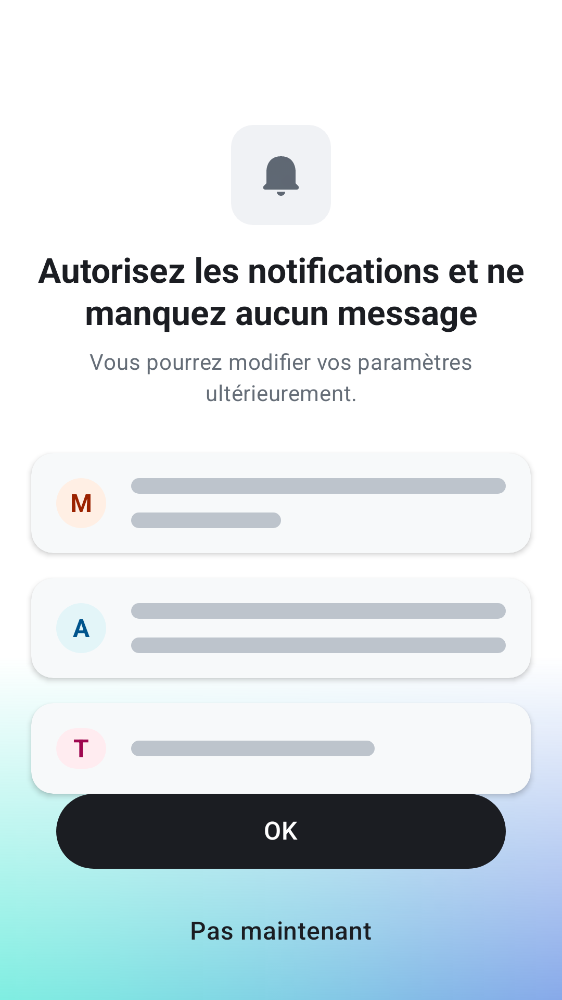 Autorisez les notifications et ne
manquez aucun message
Vous pourrez modifier vos paramètres
ultérieurement.
M
A
T
OK
Pas maintenant